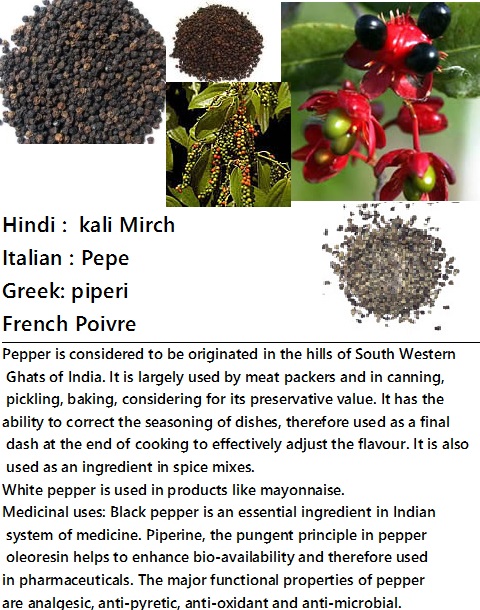 Hindi :  kali Mirch
Italian : Pepe
Greek: piperi
French Poivre
Pepper is considered to be originated in the hills of South Western
Ghats of India. It is largely used by meat packers and in canning,
pickling, baking, considering for its preservative value. It has the
ability to correct the seasoning of dishes, therefore used as a final
dash at the end of cooking to effectively adjust the flavour. It is also
used as an ingredient in spice mixes.
White pepper is used in products like mayonnaise.
Medicinal uses: Black pepper is an essential ingredient in Indian
system of medicine. Piperine, the pungent principle in pepper
oleoresin helps to enhance bio-availability and therefore used
in pharmaceuticals. The major functional properties of pepper
are analgesic, anti-pyretic, anti-oxidant and anti-microbial.